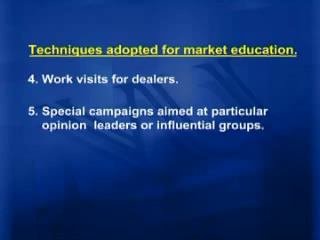 Techniques adopted for market education.
4. Work visits for dealers.
5. Special campaigns aimed at particular
opinion leaders or influential groups.